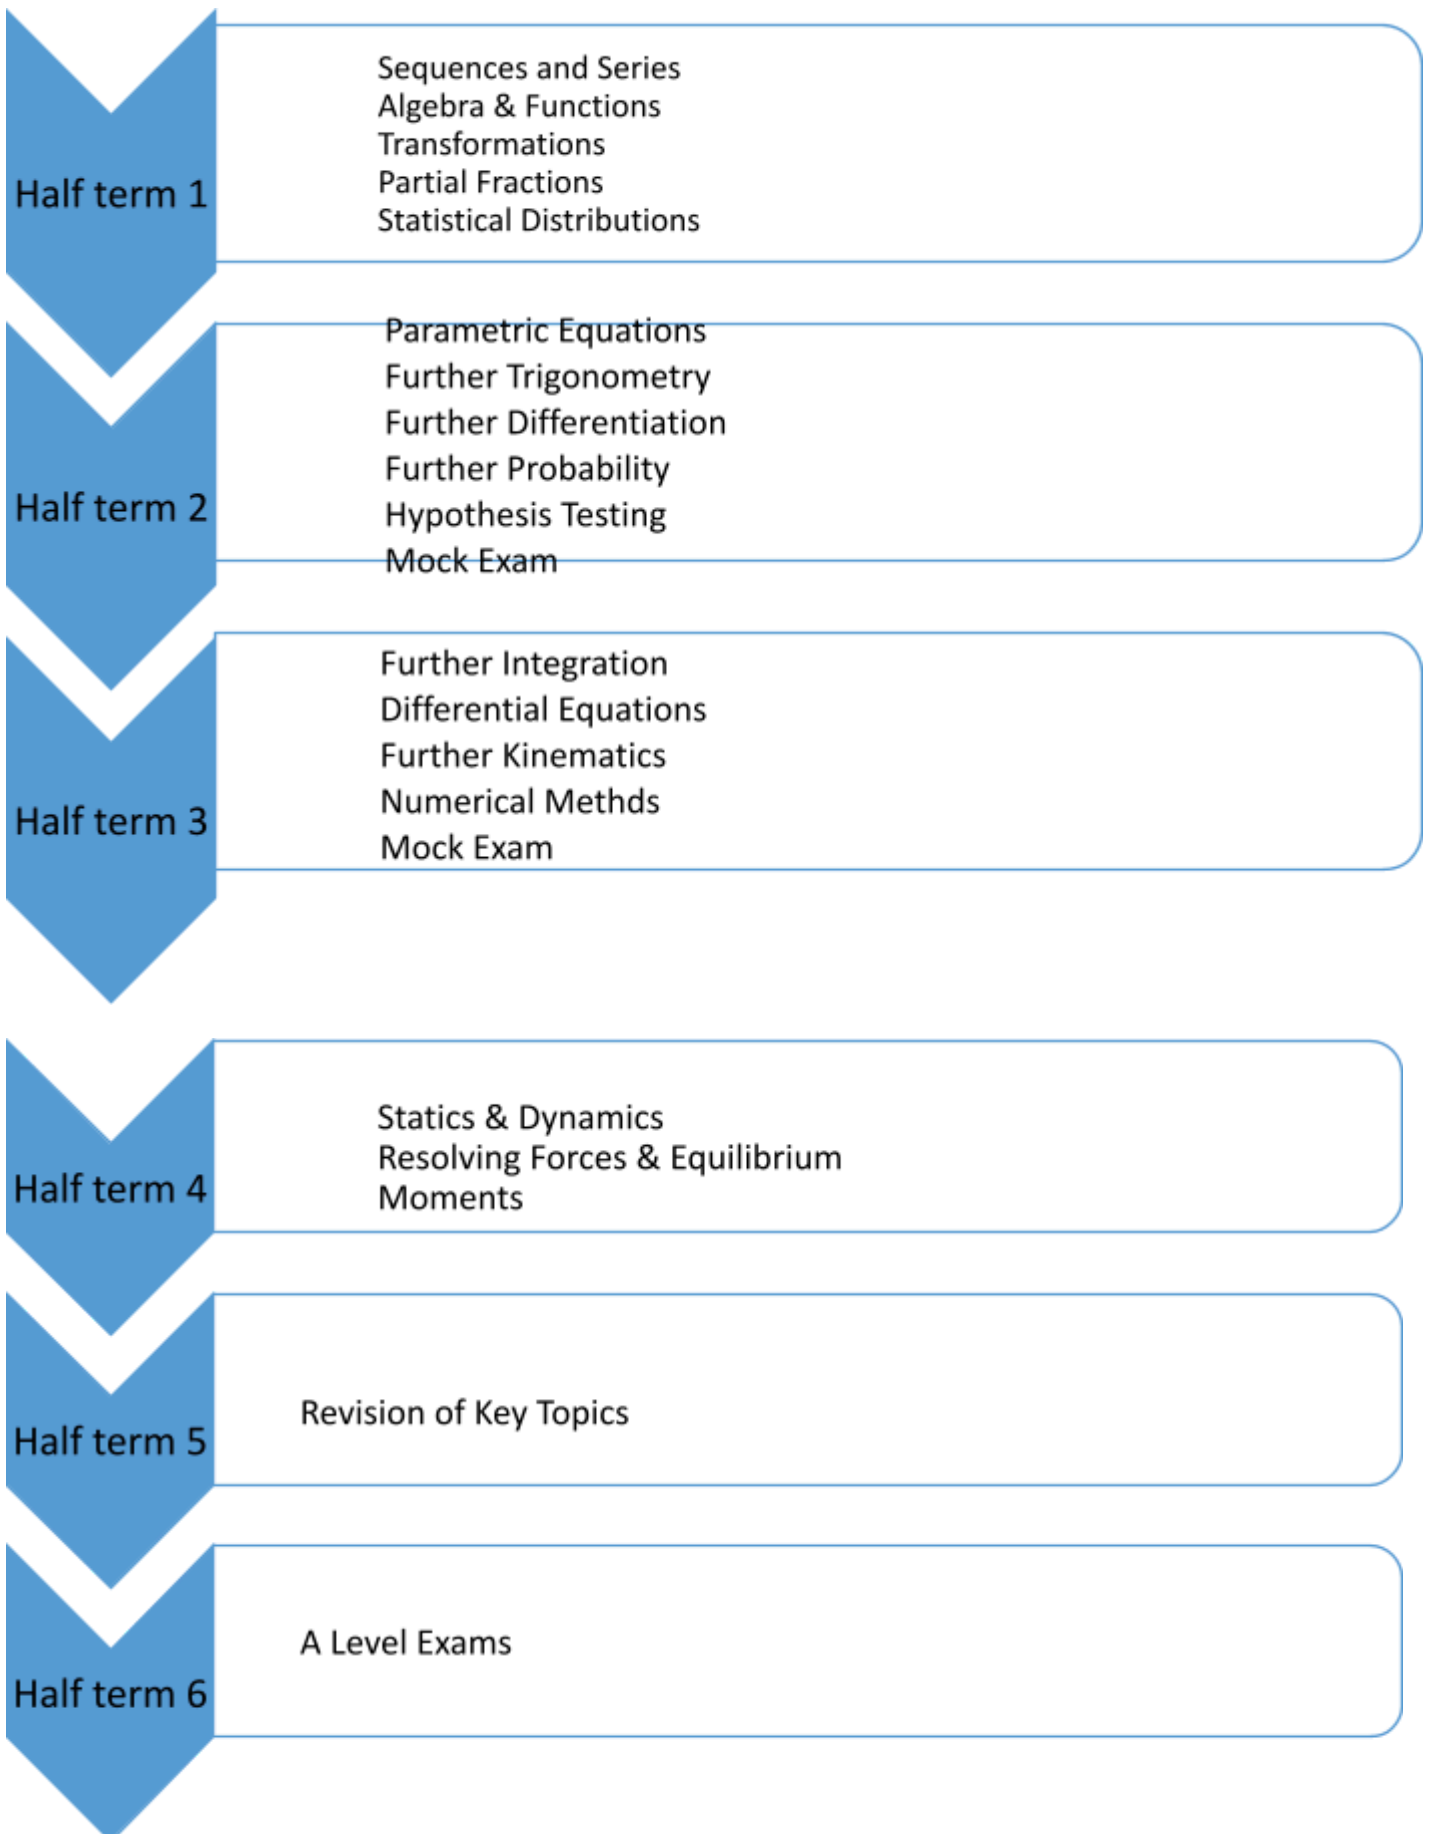 Half term 1
Sequences and Series
Algebra & Functions
Transformations
Partial Fractions
Statistical Distributions
Half term 2
Parametric Equations
Further Trigonometry
Further Differentiation
Further Probability
Hypothesis Testing
Mock Exam
Half term 3
Further Integration
Differential Equations
Further Kinematics
Numerical Methds
Mock Exam
Half term 4
Statics & Dynamics
Resolving Forces & Equilibrium
Moments
Half term 5
Revision of Key Topics
Half term 6
A Level Exams